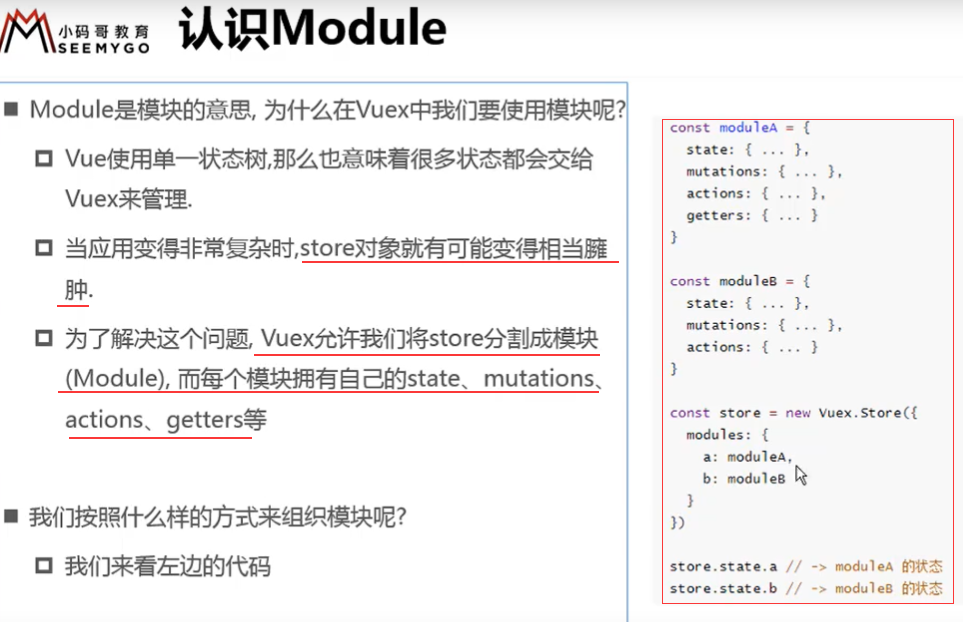 小码哥教育
SEEMYGO
认识Module
Module是模块的意思, 为什么在Vuex中我们要使用模块呢?
Vue使用单一状态树,那么也意味着很多状态都会交给
Vuex来管理.
当应用变得非常复杂时,store对象就有可能变得相当臃
肿.
为了解决这个问题, Vuex允许我们将store分割成模块
(Module), 而每个模块拥有自己的state、mutations、
actions、getters等
我们按照什么样的方式来组织模块呢?
我们来看左边的代码
const moduleA = {
  state: { ... },
  mutations: { ... },
  actions: { ... },
  getters: { ... }
}
const moduleB = {
  state: { ... },
  mutations: { ... },
  actions: { ... }
}
const store = new Vuex.Store({
  modules: {
    a: moduleA,
    b: moduleB
  }
})
store.state.a // -> moduleA 的状态
store.state.b // -> moduleB 的状态